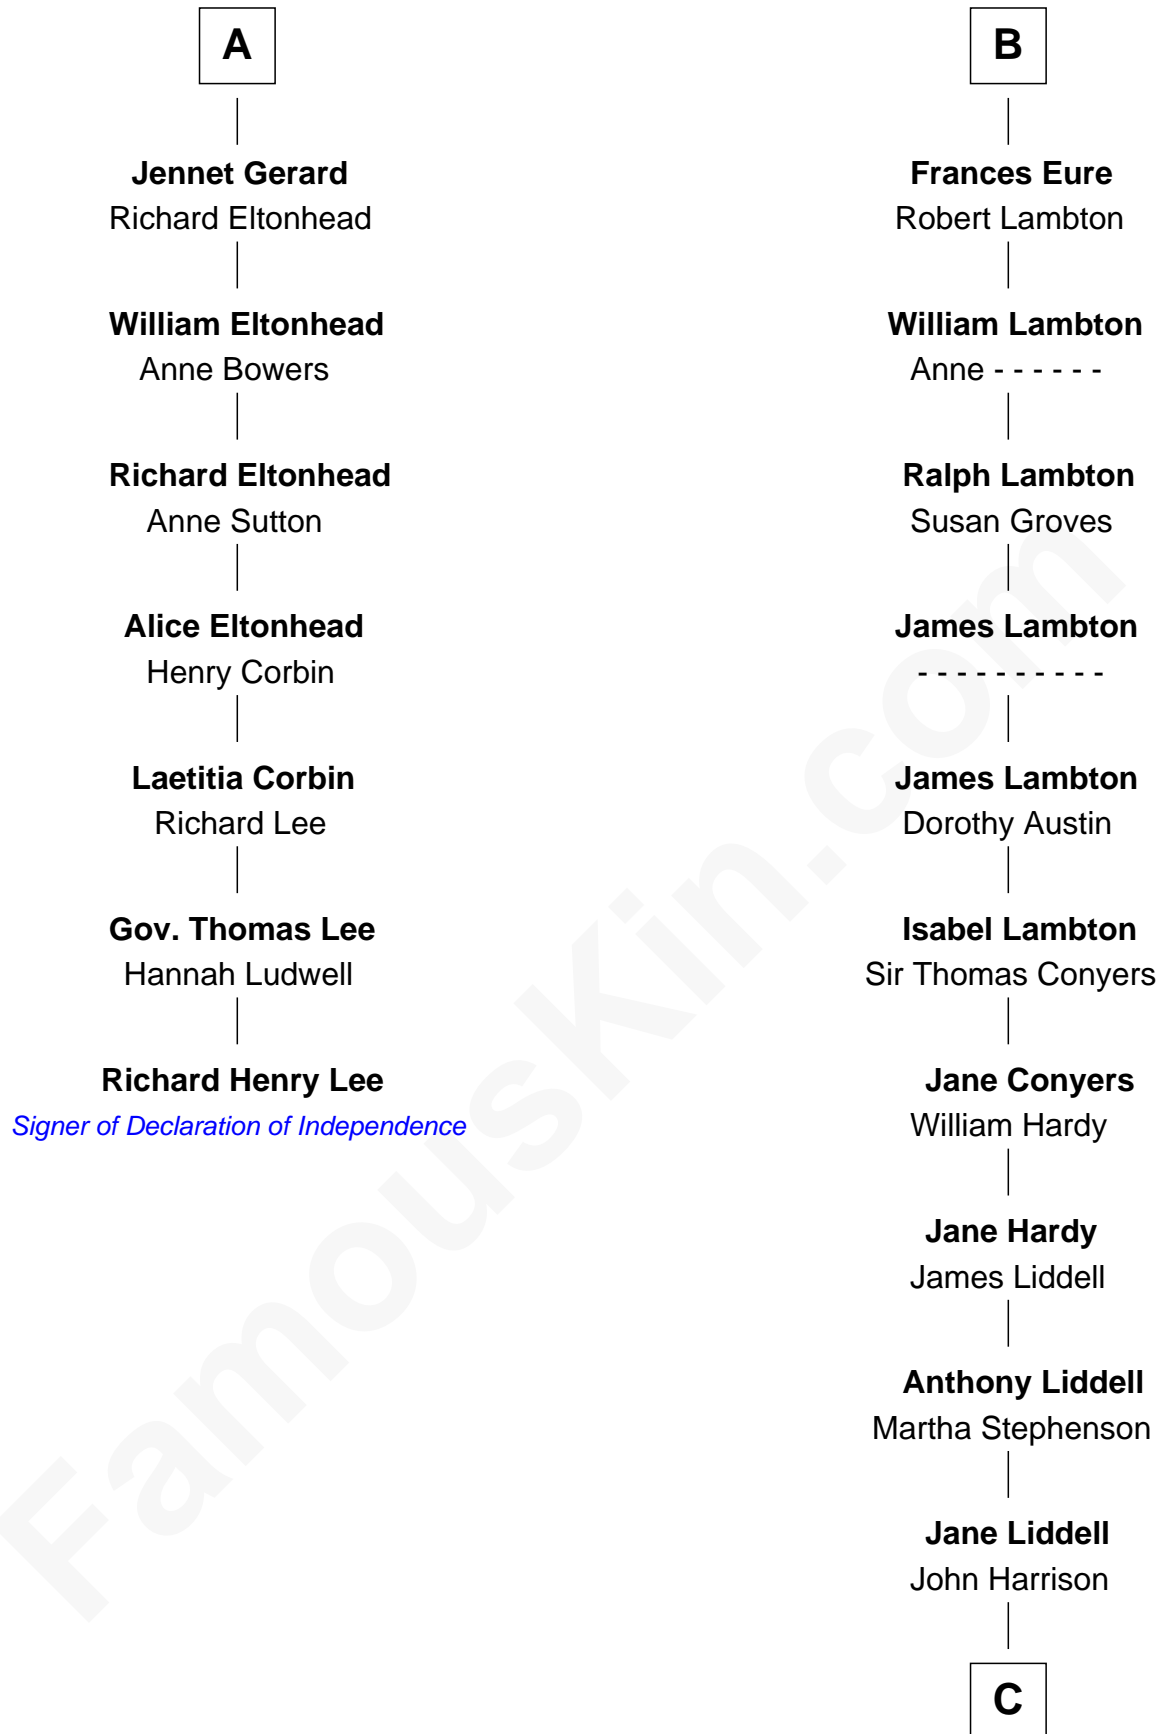 A
Jennet Gerard
Richard Eltonhead
William Eltonhead
Anne Bowers
Richard Eltonhead
Anne Sutton
Alice Eltonhead
Henry Corbin
Laetitia Corbin
Richard Lee
Gov. Thomas Lee
Hannah Ludwell
Richard Henry Lee
Signer of Declaration of Independence
B
Frances Eure
Robert Lambton
William Lambton
Anne - - - - - -
Ralph Lambton
Susan Groves
James Lambton
- - - - - - - - - -
James Lambton
Dorothy Austin
Isabel Lambton
Sir Thomas Conyers
Jane Conyers
William Hardy
Jane Hardy
James Liddell
Anthony Liddell
Martha Stephenson
Jane Liddell
John Harrison
C
FamousKin.com